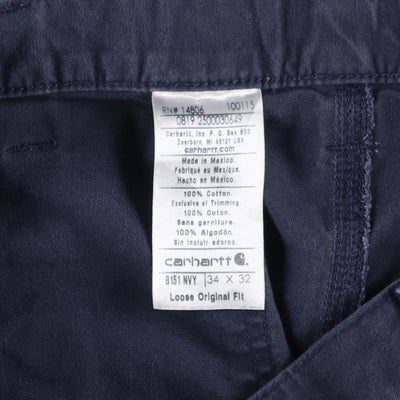 RN# 14806 100115
0819 2500030649
Carhartt, Inc. P.O. Box 600
Dearborn, MI 48121 USA
carhartt.com
Made in Mexico.
Fabriqué au Mexique.
Hecho en México.
100% Cotton.
Exclusive of Trimming.
100% Coton.
Sans garniture.
100% Algodón.
Sin incluir adorno.
carhartt
B151 NVY 34 X 32
Loose Original Fit